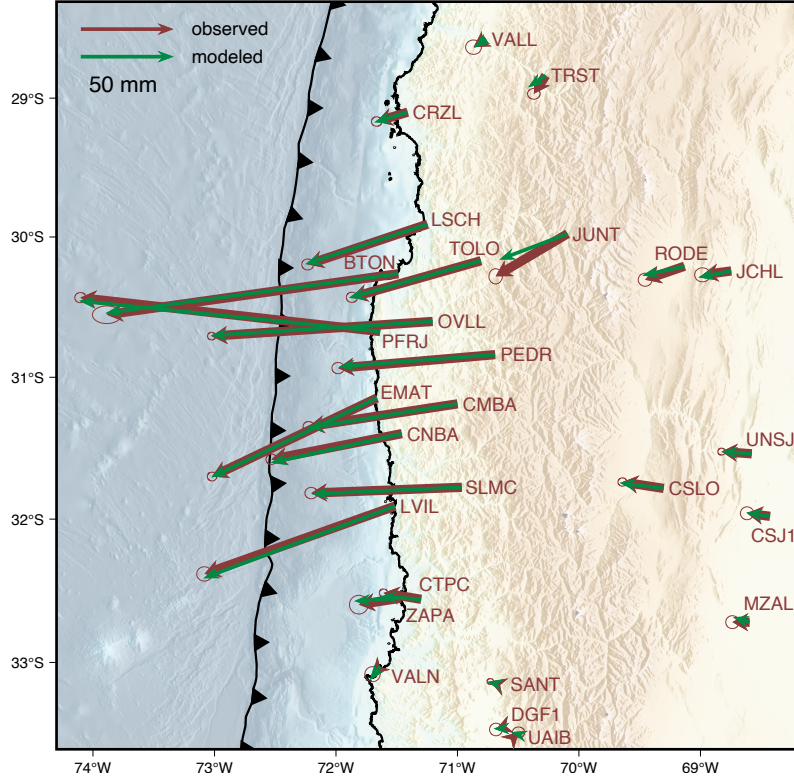 observed
modeled
50 mm
VALL
TRST
29°S
CRZL
LSCH
30°S
TOLO
JUNT
BTON
RODE
JCHL
OVLL
PFRJ
PEDR
31°S
EMAT
CMBA
CNBA
UNSJ
SLMC
CSLO
LVIL
32°S
CSJ1
CTPC
ZAPA
MZAL
33°S
VALN
SANT
DGF1
UAIB
74°W 73°W 72°W 71°W 70°W 69°W